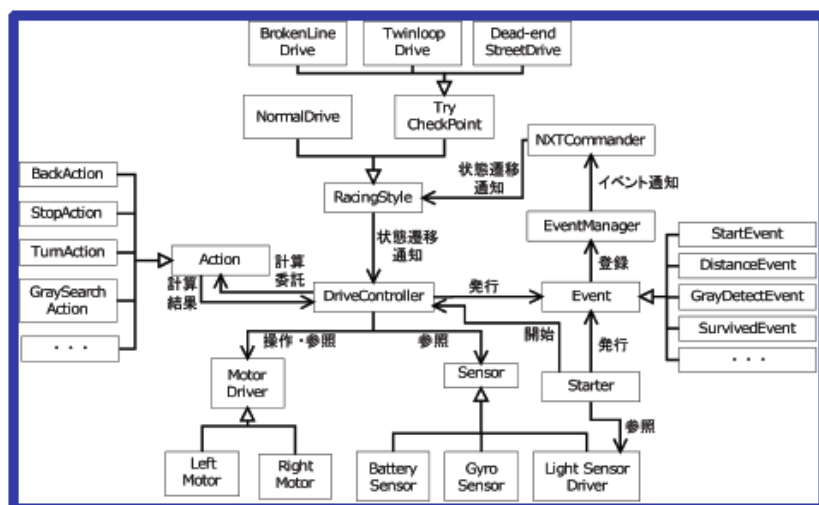 BrokenLine
Drive
Twinloop
Drive
Dead-end
StreetDrive
NormalDrive
Try
CheckPoint
NXTCommander
状態遷移
通知
イベント通知
BackAction
StopAction
TurnAction
GraySearch
Action
・・・
RacingStyle
EventManager
状態遷移
通知
登録
StartEvent
DistanceEvent
GrayDetectEvent
SurvivedEvent
・・・
Action
計算
委託
計算
結果
DriveController
発行
Event
開始
発行
操作・参照
参照
Motor
Driver
Sensor
Starter
参照
Left
Motor
Right
Motor
Battery
Sensor
Gyro
Sensor
Light Sensor
Driver